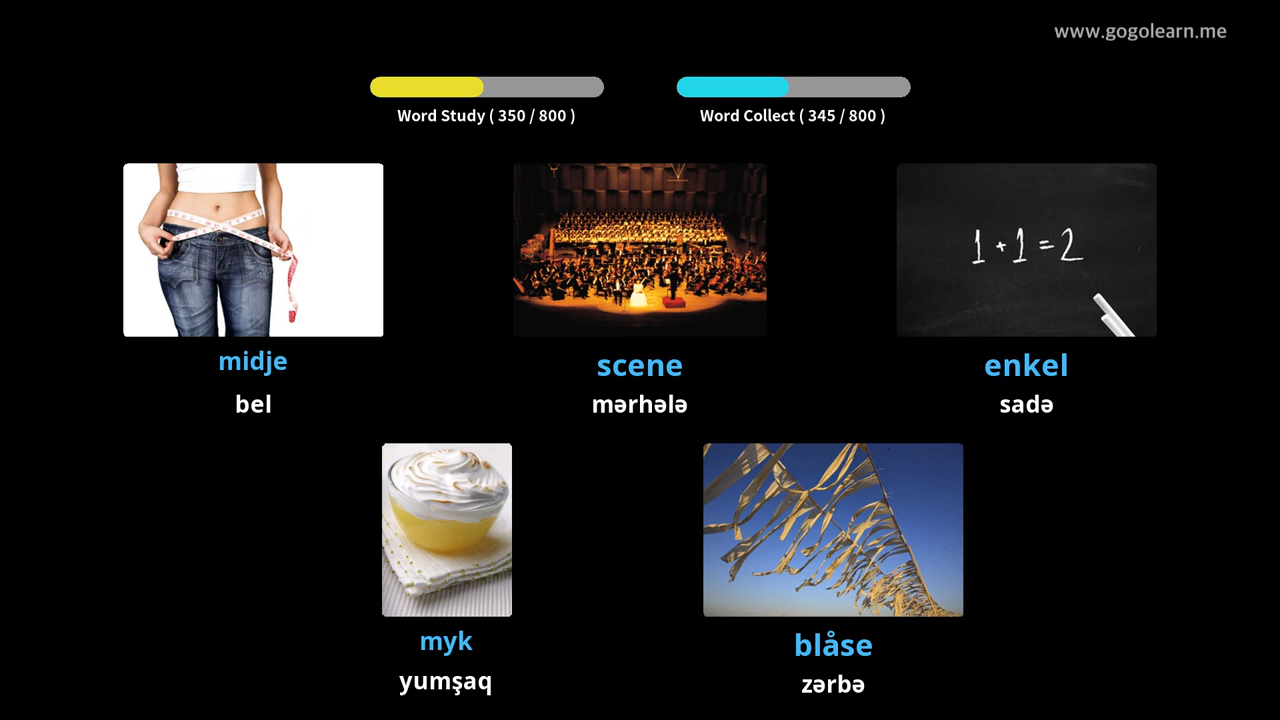 www.gogolearn.me
Word Study ( 350 / 800 )
Word Collect ( 345 / 800 )
1 + 1 = 2
midje
scene
enkel
bel
mərhələ
sadə
myk
blåse
yumşaq
zərbə